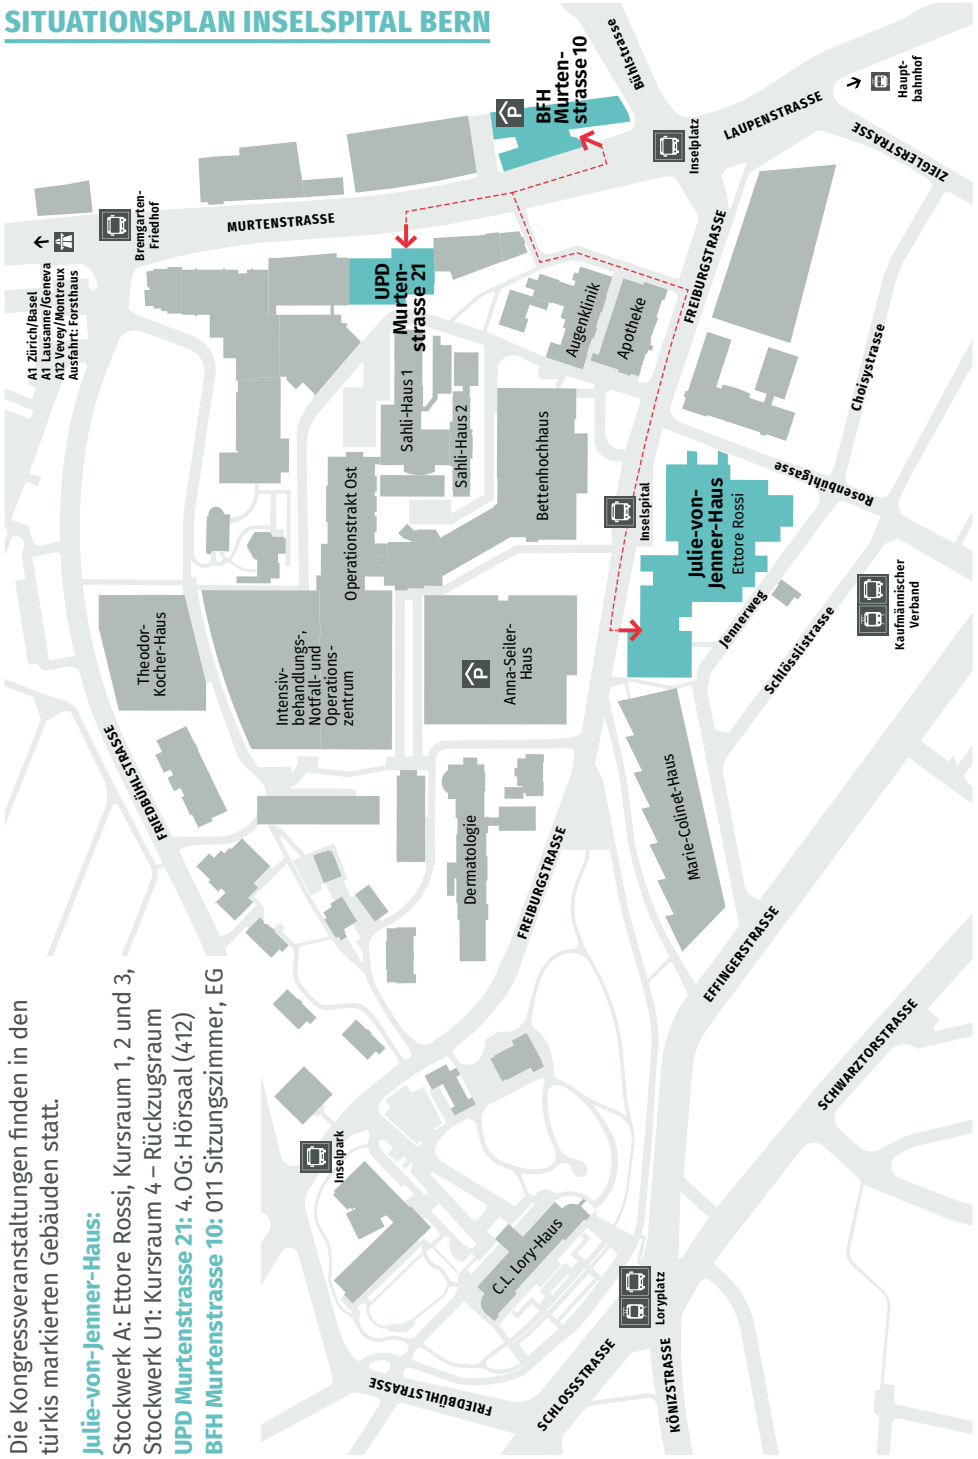 SITUATIONSPLAN INSELSPITAL BERN
Die Kongressveranstaltungen finden in den
türkis markierten Gebäuden statt.
Julie-von-Jenner-Haus:
Stockwerk A: Ettore Rossi, Kursraum 1, 2 und 3,
Stockwerk U1: Kursraum 4 – Rückzugsraum
UPD Murtenstrasse 21: 4. OG: Hörsaal (412)
BFH Murtenstrasse 10: 011 Sitzungszimmer, EG
A1 Zürich/Basel
A1 Lausanne/Geneva
A12 Vevey/Montreux
Ausfahrt: Forsthaus
Bremgarten-
Friedhof
MURTENSTRASSE
P
BFH
Murten-
strasse 10
Bühlstrasse
Inselplatz
LAUPENSTRASSE
Haupt-
bahnhof
ZIEGLERSTRASSE
UPD
Murten-
strasse 21
Augenklinik
Apotheke
FREIBURGSTRASSE
Choisystrasse
Sahli-Haus 1
Sahli-Haus 2
Bettenhochhaus
Operationstrakt Ost
Inselspital
Julie-von-
Jenner-Haus
Ettore Rossi
Rosenbühlgasse
Jennerweg
Schlösslistrasse
Kaufmännischer
Verband
Theodor-
Kocher-Haus
Intensiv-
behandlungs-,
Notfall- und
Operations-
zentrum
P
Anna-Seiler-
Haus
FRIEDBÜHLSTRASSE
Dermatologie
FREIBURGSTRASSE
Marie-Colinet-Haus
EFFINGERSTRASSE
SCHWARZTORSTRASSE
Inselpark
C.L. Lory-Haus
Loryplatz
FRIEDBÜHLSTRASSE
SCHLOSSSTRASSE
KÖNIZSTRASSE